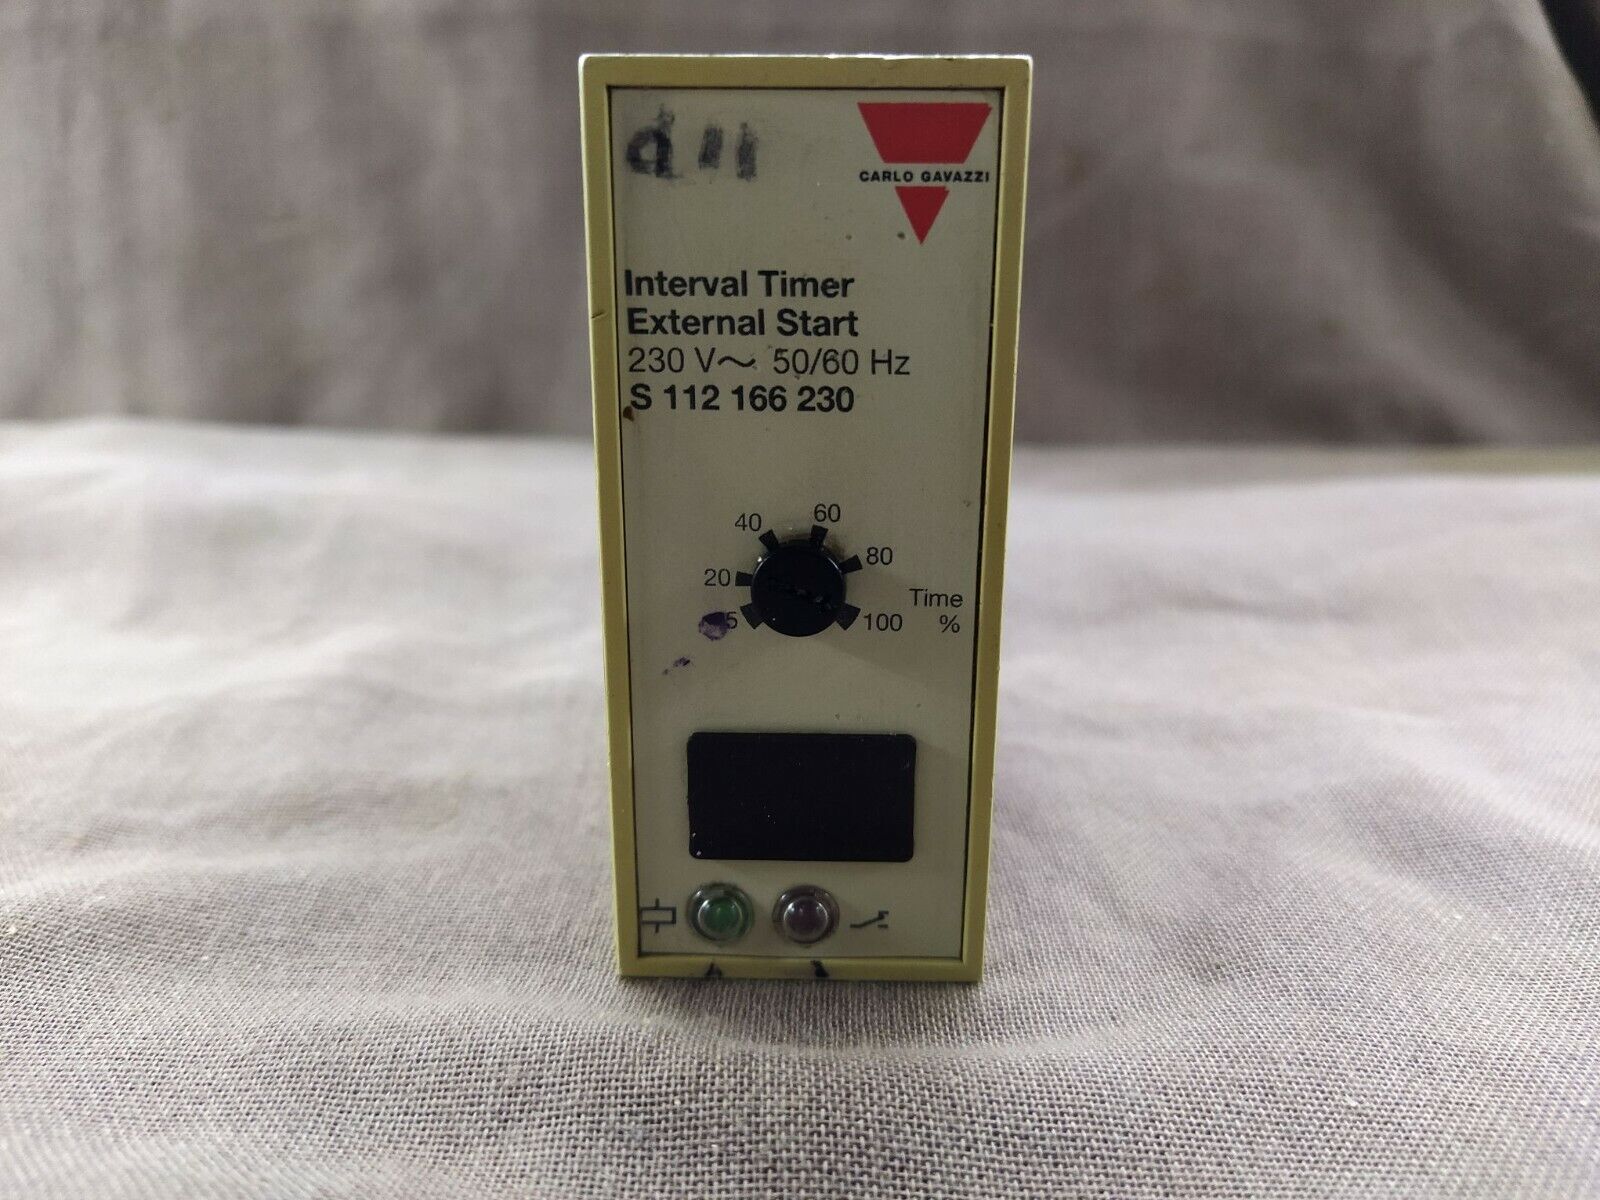 d 11
CARLO GAVAZZI
Interval Timer
External Start
230 V~ 50/60 Hz
S 112 166 230
40 60
20 80
5 100
Time
%